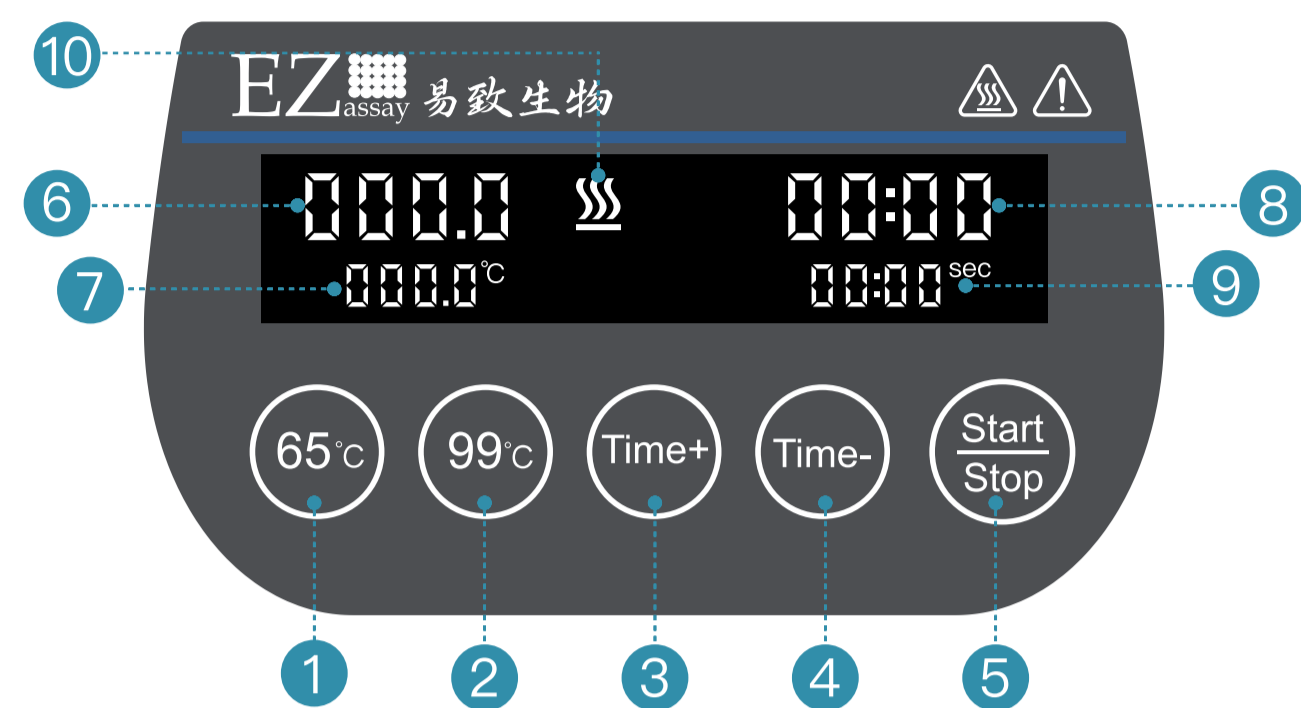 10
EZ assay 易致生物
6
000.0
00:00
8
7
000.0℃
00:00 sec
9
65℃
99℃
Time+
Time-
Start
Stop
1
2
3
4
5